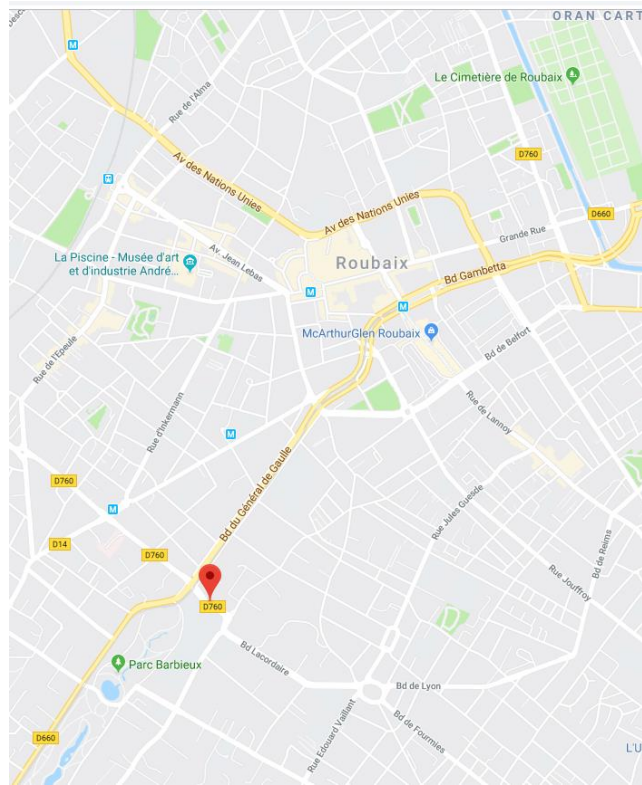 ORAN CART
Le Cimetière de Roubaix
Rue de l'Alma
D760
Av des Nations Unies
Av des Nations Unies
D660
Grande Rue
La Piscine - Musée d'art
et d'industrie André...
Av. Jean Lebas
Roubaix
Bd Gambetta
McArthurGlen Roubaix
Bd de Belfort
Rue de l'Epeule
Rue d'Inkermann
Rue de Lannoy
D760
Bd du Général de Gaulle
Rue Jules Guesde
D14
D760
Bd de Reims
Rue Jouffroy
D760
Parc Barbieux
Bd Lacordaire
Bd de Lyon
Rue Edouard Vaillant
Bd de Fourmies
D660
L'U
M
M
M
M
M